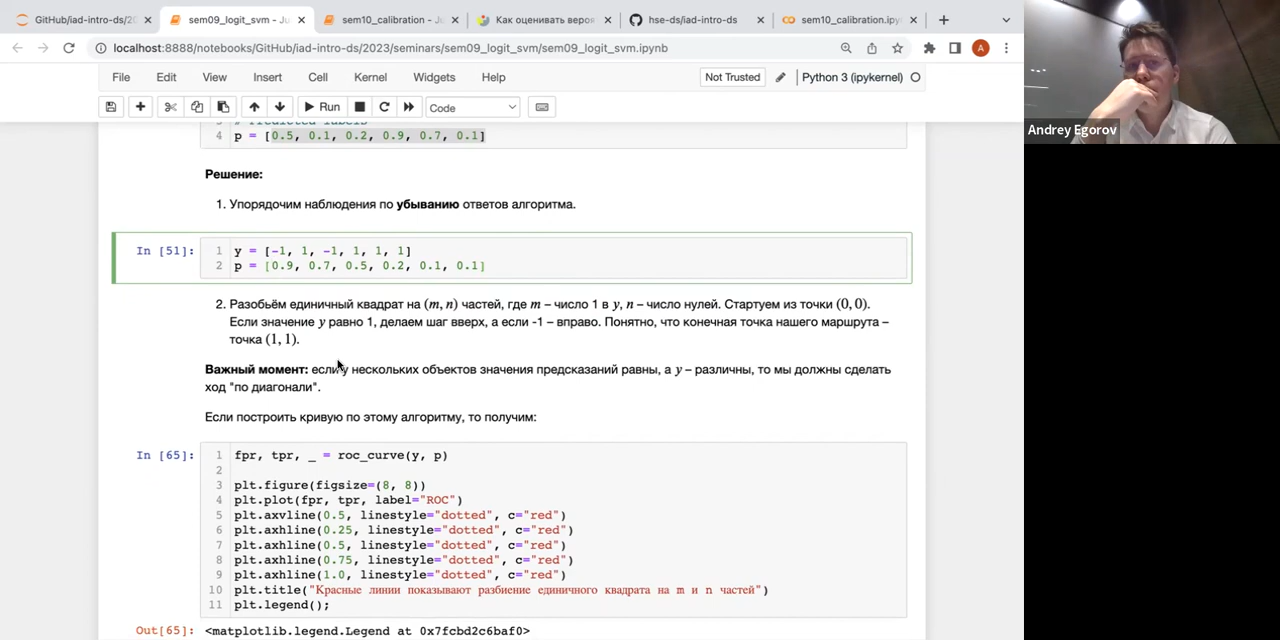 GitHub/iad-intro-ds/20
sem09_logit_svm - Ju
sem10_calibration - Ju
Как оценивать веро
hse-ds/iad-intro-ds
sem10_calibration.ipy
localhost:8888/notebooks/GitHub/iad-intro-ds/2023/seminars/sem09_logit_svm/sem09_logit_svm.ipynb
A
File Edit View Insert Cell Kernel Widgets Help
Not Trusted
Python 3 (ipykernel)
Run
Code
4 p = [0.5, 0.1, 0.2, 0.9, 0.7, 0.1]
Решение:
1. Упорядочим наблюдения по убыванию ответов алгоритма.
In [51]:
1 y = [-1, 1, -1, 1, 1, 1]
2 p = [0.9, 0.7, 0.5, 0.2, 0.1, 0.1]
2. Разобьём единичный квадрат на (m, n) частей, где m – число 1 в y, n – число нулей. Стартуем из точки (0, 0).
Если значение y равно 1, делаем шаг вверх, а если -1 – вправо. Понятно, что конечная точка нашего маршрута –
точка (1, 1).
Важный момент: если у нескольких объектов значения предсказаний равны, а y – различны, то мы должны сделать
ход "по диагонали".
Если построить кривую по этому алгоритму, то получим:
In [65]:
1 fpr, tpr, _ = roc_curve(y, p)
2
3 plt.figure(figsize=(8, 8))
4 plt.plot(fpr, tpr, label="ROC")
5 plt.axvline(0.5, linestyle="dotted", c="red")
6 plt.axhline(0.25, linestyle="dotted", c="red")
7 plt.axhline(0.5, linestyle="dotted", c="red")
8 plt.axhline(0.75, linestyle="dotted", c="red")
9 plt.axhline(1.0, linestyle="dotted", c="red")
10 plt.title("Красные линии показывают разбиение единичного квадрата на m и n частей")
11 plt.legend();
Out[65]: <matplotlib.legend.Legend at 0x7fcbd2c6baf0>
Andrey Egorov